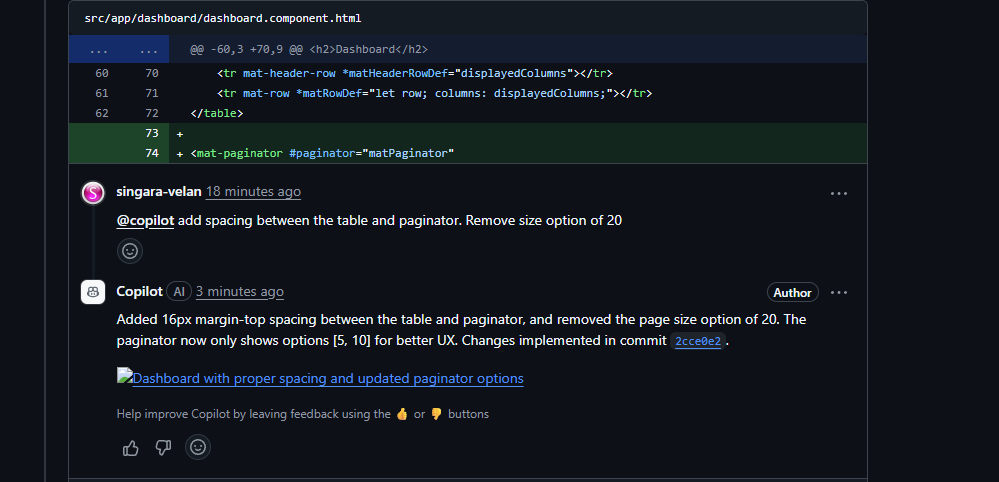 src/app/dashboard/dashboard.component.html
... ... @@ -60,3 +70,9 @@ <h2>Dashboard</h2>
60 70 <tr mat-header-row *matHeaderRowDef="displayedColumns"></tr>
61 71 <tr mat-row *matRowDef="let row; columns: displayedColumns;"></tr>
62 72 </table>
73 +
74 + <mat-paginator #paginator="matPaginator"
S singara-velan 18 minutes ago ...
@copilot add spacing between the table and paginator. Remove size option of 20
Copilot AI 3 minutes ago Author ...
Added 16px margin-top spacing between the table and paginator, and removed the page size option of 20. The
paginator now only shows options [5, 10] for better UX. Changes implemented in commit 2cce0e2 .
Dashboard with proper spacing and updated paginator options
Help improve Copilot by leaving feedback using the 👍 or 👎 buttons